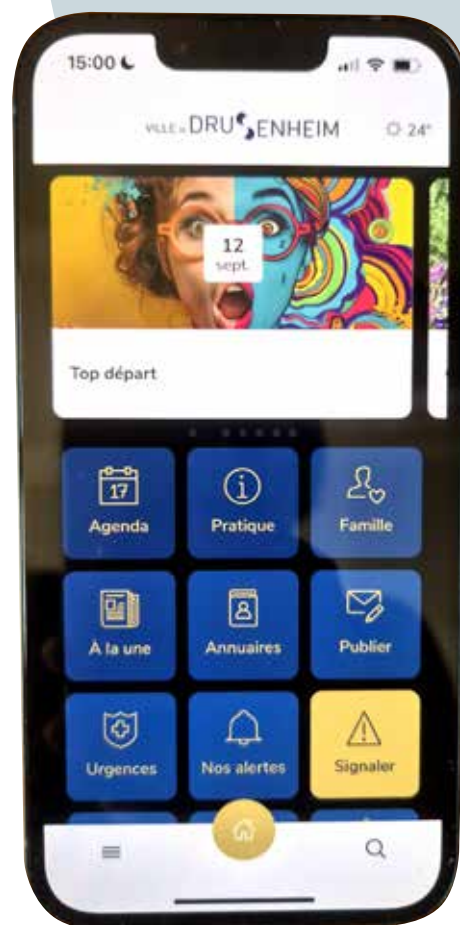 15:00
VILLE DE DRUSSENHEIM 24°
12
sept.
Top départ
17
Agenda Pratique Famille
À la une Annuaires Publier
Urgences Nos alertes Signaler